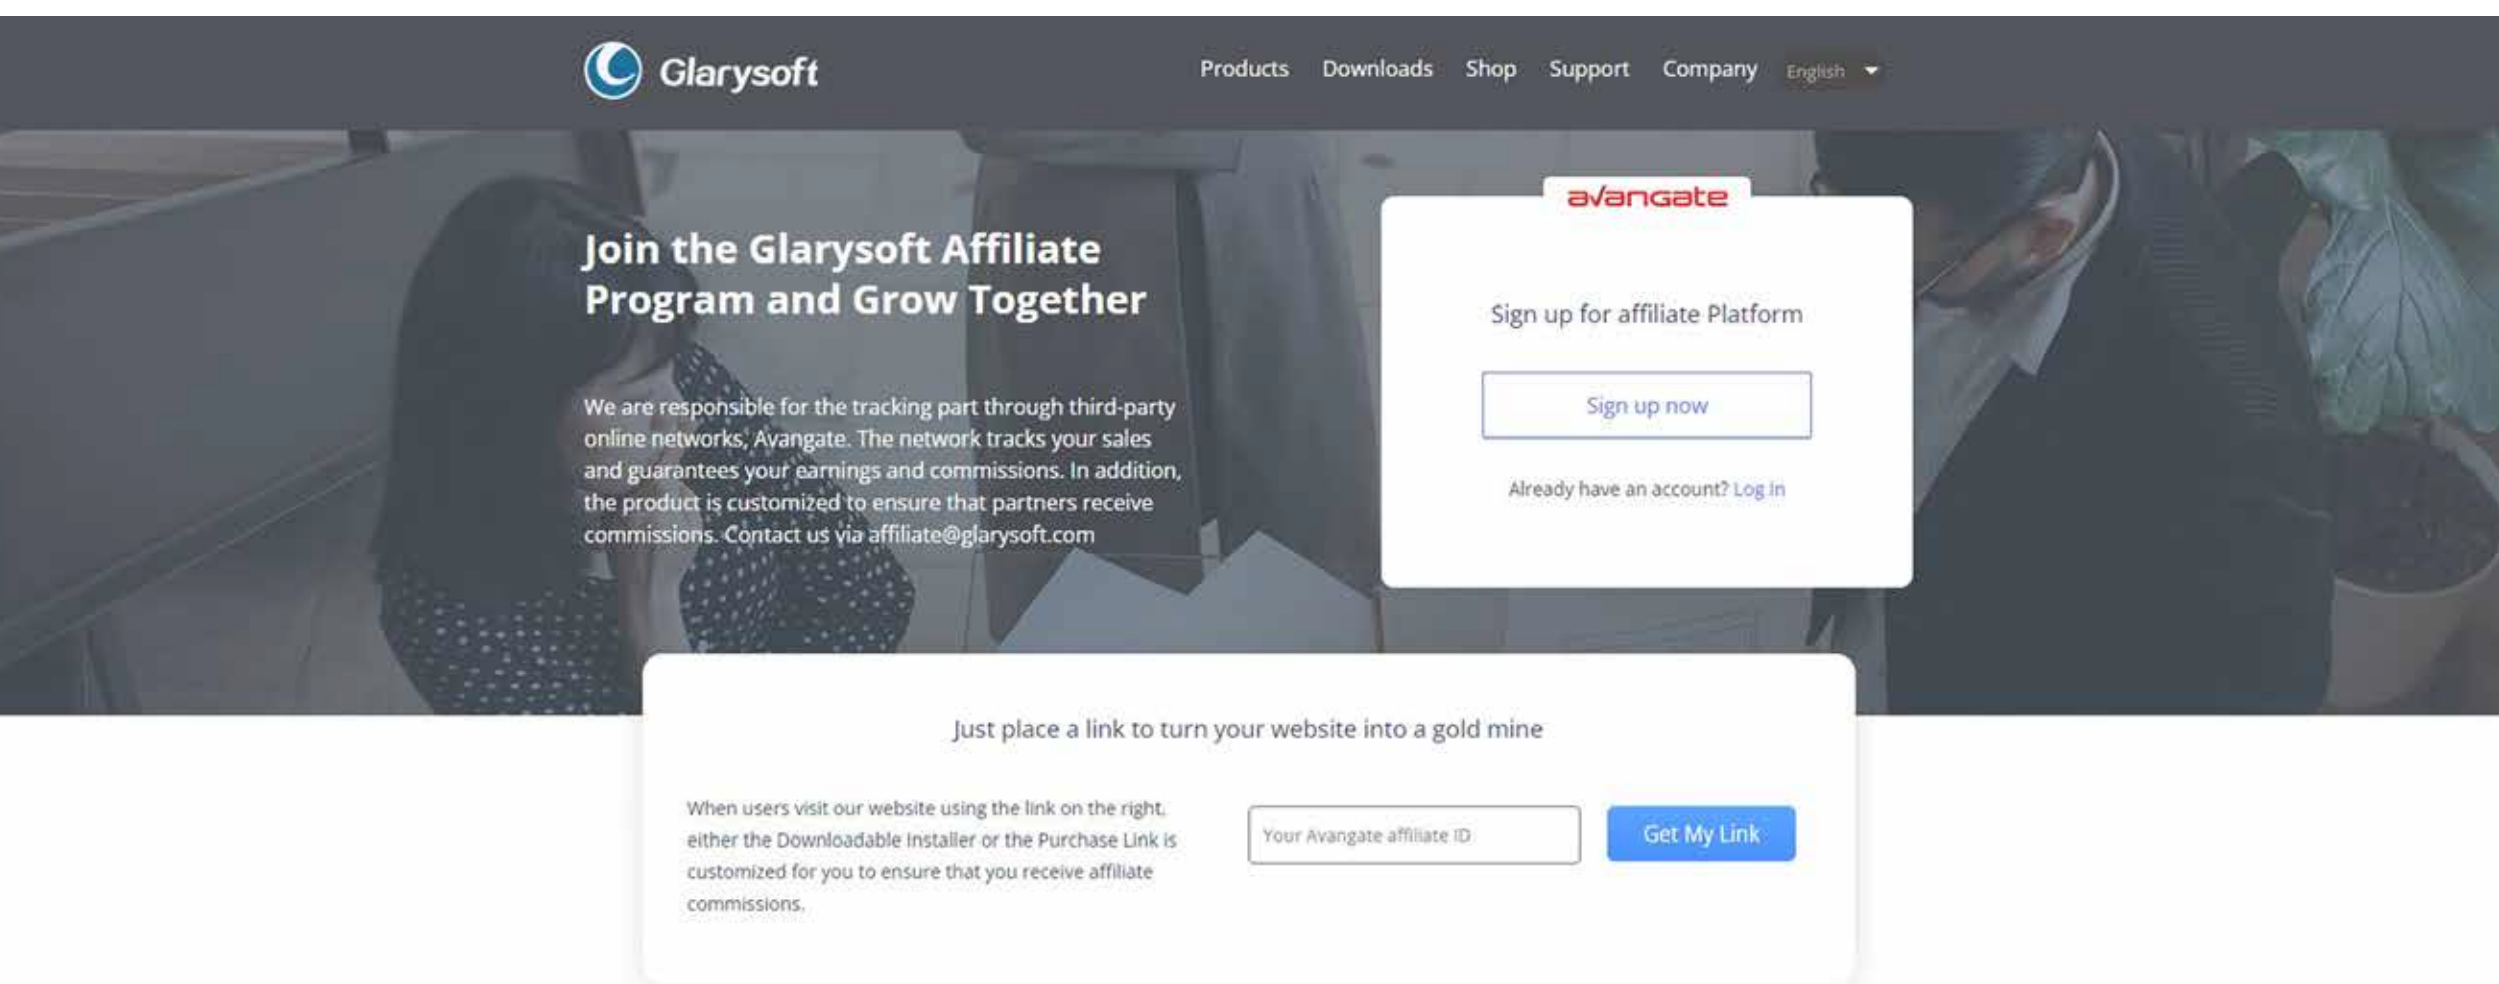 Glarysoft
Products Downloads Shop Support Company English
avangate
Join the Glarysoft Affiliate
Program and Grow Together
We are responsible for the tracking part through third-party
online networks, Avangate. The network tracks your sales
and guarantees your earnings and commissions. In addition,
the product is customized to ensure that partners receive
commissions. Contact us via affiliate@glarysoft.com
Sign up for affiliate Platform
Sign up now
Already have an account? Log In
Just place a link to turn your website into a gold mine
When users visit our website using the link on the right,
either the Downloadable Installer or the Purchase Link is
customized for you to ensure that you receive affiliate
commissions.
Your Avangate affiliate ID
Get My Link